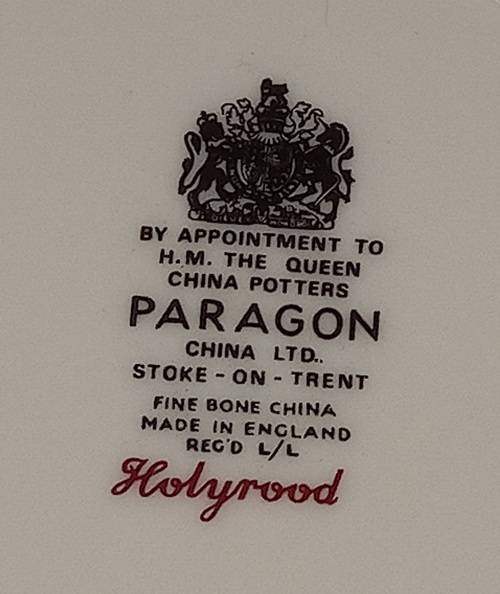 BY APPOINTMENT TO
H.M. THE QUEEN
CHINA POTTERS
PARAGON
CHINA LTD..
STOKE-ON-TRENT
FINE BONE CHINA
MADE IN ENGLAND
REG'D L/L
Holyrood